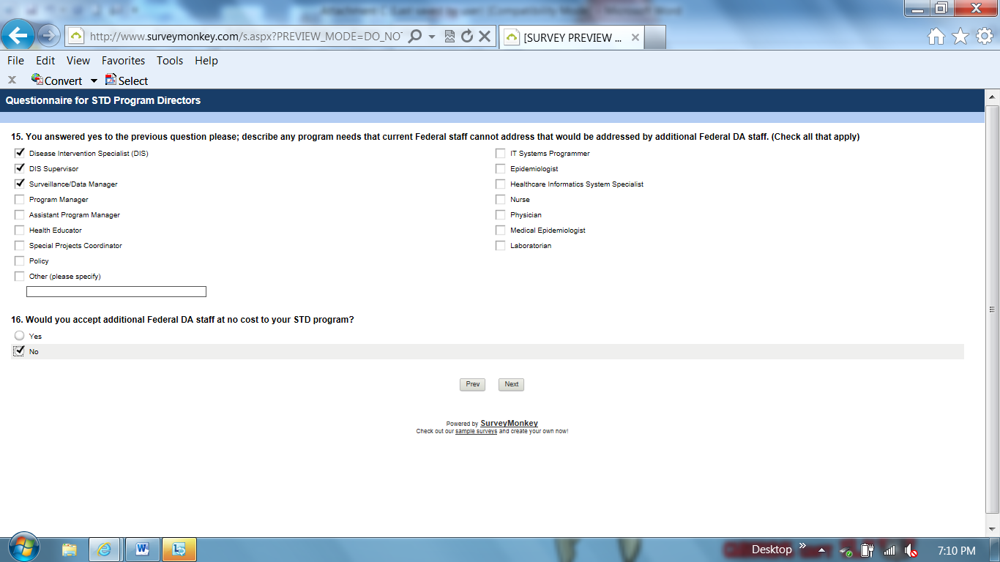 http://www.surveymonkey.com/s.aspx?PREVIEW_MODE=DO_NO
[SURVEY PREVIEW ...
File Edit View Favorites Tools Help
x Convert Select
Questionnaire for STD Program Directors
15. You answered yes to the previous question please; describe any program needs that current Federal staff cannot address that would be addressed by additional Federal DA staff. (Check all that apply)
Disease Intervention Specialist (DIS)
DIS Supervisor
Surveillance/Data Manager
Program Manager
Assistant Program Manager
Health Educator
Special Projects Coordinator
Policy
Other (please specify)
IT Systems Programmer
Epidemiologist
Healthcare Informatics System Specialist
Nurse
Physician
Medical Epidemiologist
Laboratorian
16. Would you accept additional Federal DA staff at no cost to your STD program?
Yes
No
Prev Next
Powered by SurveyMonkey
Check out our sample surveys and create your own now!
Desktop » 7:10 PM